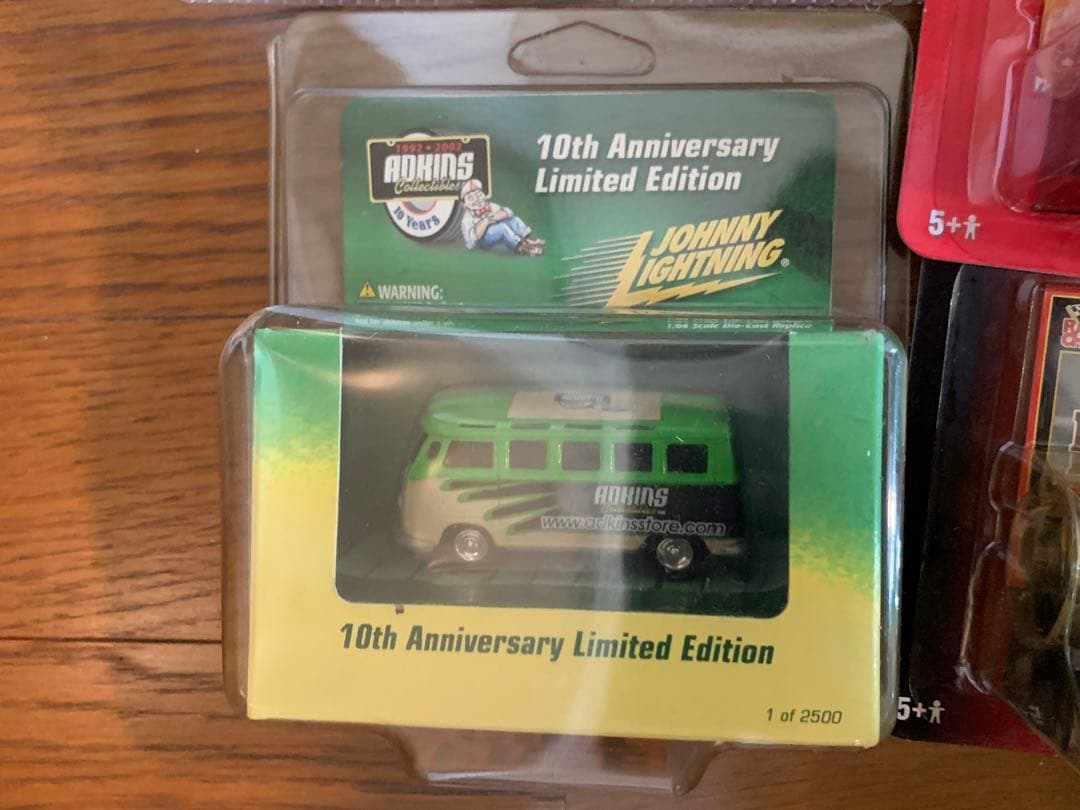 1992 • 2002
ADKINS
Collectibles
10 Years
10th Anniversary
Limited Edition
JOHNNY
LIGHTNING®
WARNING:
1:64 Scale Die-Cast Replica
ADKINS
www.adkinsstore.com
10th Anniversary Limited Edition
1 of 2500
5+
5+